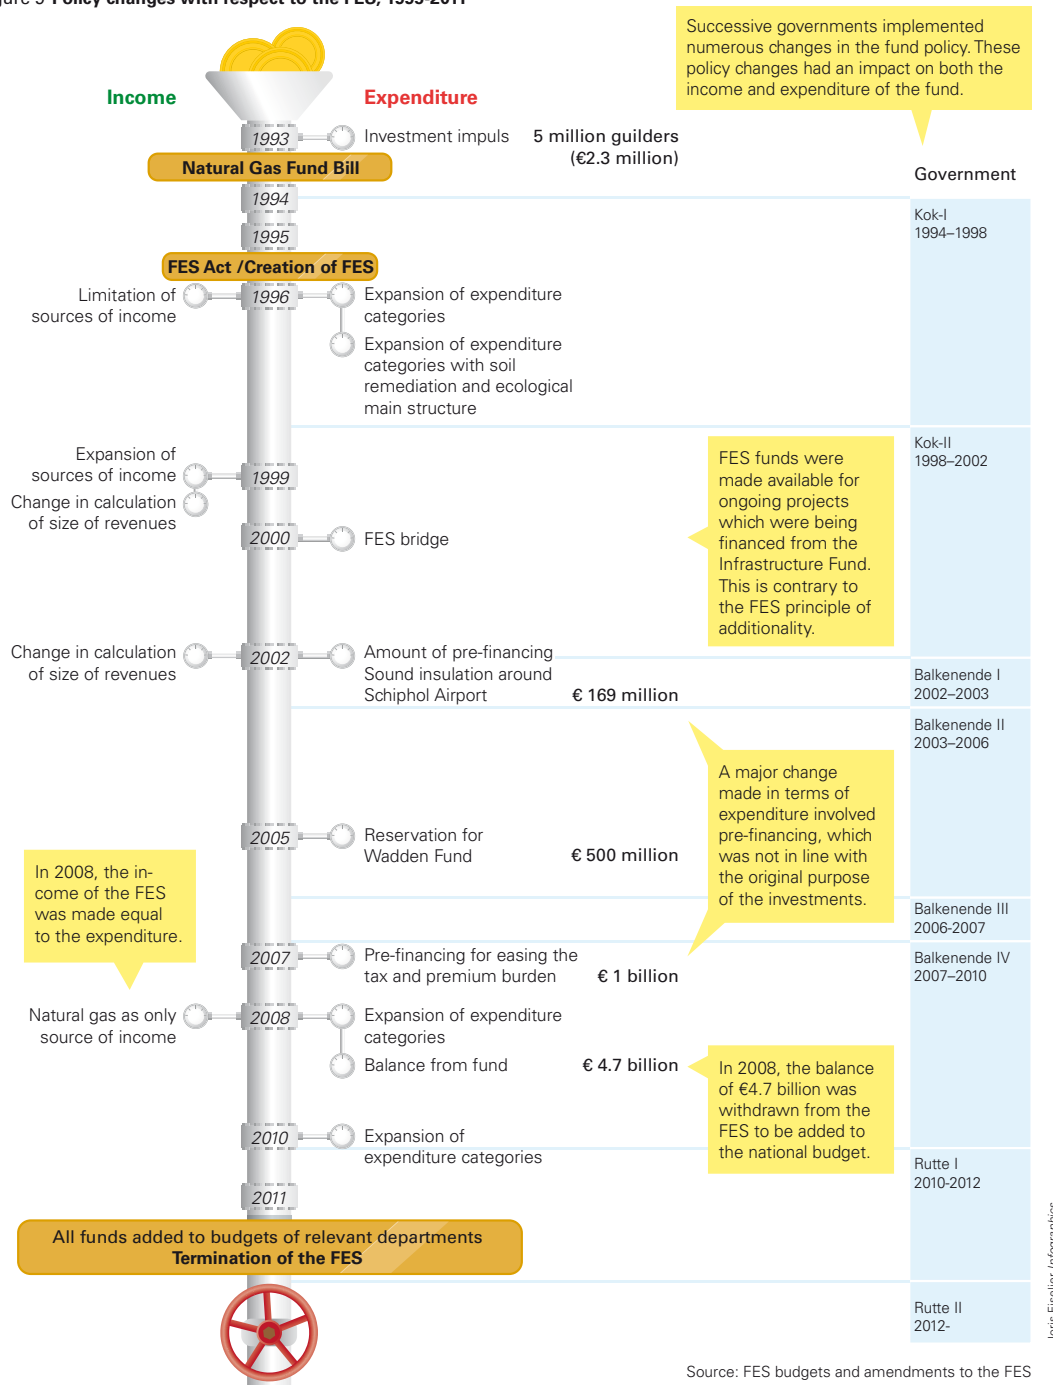 Policy changes with respect to the FES, 1993-2011
Successive governments implemented
numerous changes in the fund policy. These
policy changes had an impact on both the
income and expenditure of the fund.
Income
Expenditure
1993
Investment impuls 5 million guilders
(€2.3 million)
Natural Gas Fund Bill
Government
1994
Kok-I
1994–1998
1995
FES Act /Creation of FES
Limitation of
sources of income
1996
Expansion of expenditure
categories
Expansion of expenditure
categories with soil
remediation and ecological
main structure
Kok-II
1998–2002
Expansion of
sources of income
Change in calculation
of size of revenues
1999
FES funds were
made available for
ongoing projects
which were being
financed from the
Infrastructure Fund.
This is contrary to
the FES principle of
additionality.
2000
FES bridge
Change in calculation
of size of revenues
2002
Amount of pre-financing
Sound insulation around
Schiphol Airport € 169 million
Balkenende I
2002–2003
Balkenende II
2003–2006
A major change
made in terms of
expenditure involved
pre-financing, which
was not in line with
the original purpose
of the investments.
2005
Reservation for
Wadden Fund € 500 million
In 2008, the in-
come of the FES
was made equal
to the expenditure.
Balkenende III
2006-2007
2007
Pre-financing for easing the
tax and premium burden € 1 billion
Balkenende IV
2007–2010
Natural gas as only
source of income
2008
Expansion of expenditure
categories
Balance from fund € 4.7 billion
In 2008, the balance
of €4.7 billion was
withdrawn from the
FES to be added to
the national budget.
2010
Expansion of
expenditure categories
Rutte I
2010-2012
2011
All funds added to budgets of relevant departments
Termination of the FES
Rutte II
2012-
Source: FES budgets and amendments to the FES